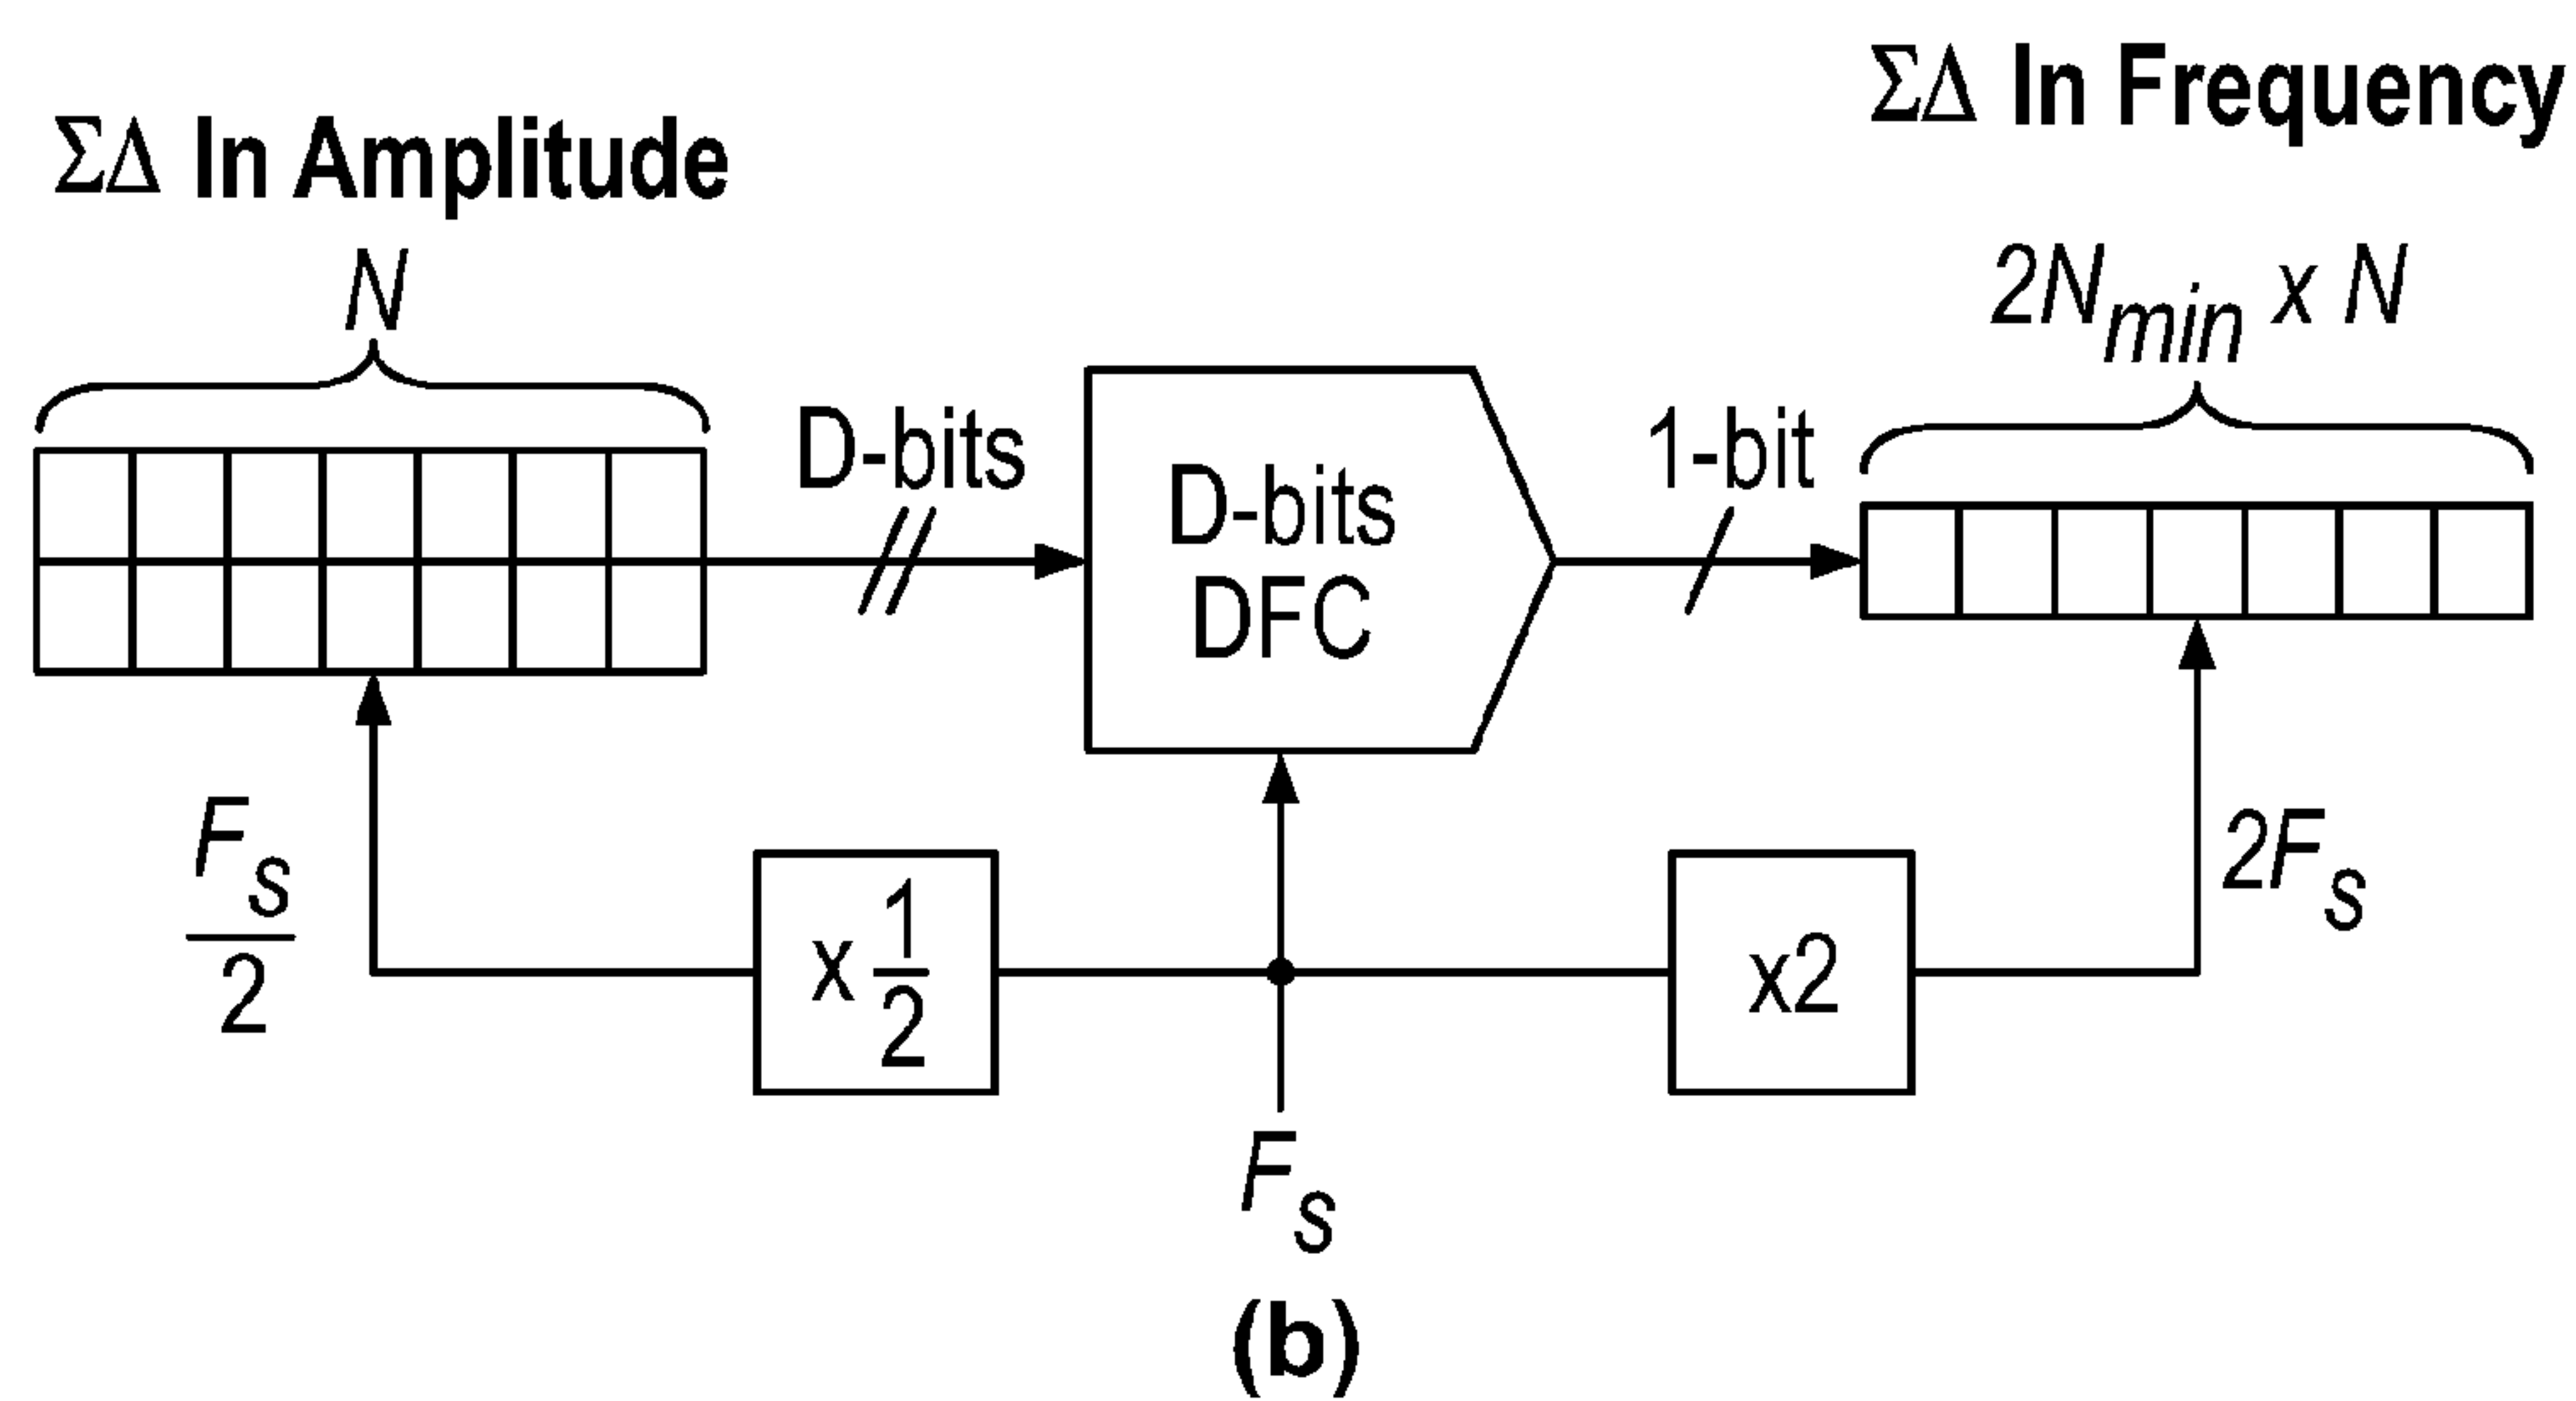 ΣΔ In Amplitude
ΣΔ In Frequency
N
2N_min x N
D-bits
D-bits
DFC
1-bit
F_s
2
x 1
2
x2
2F_s
F_s
(b)